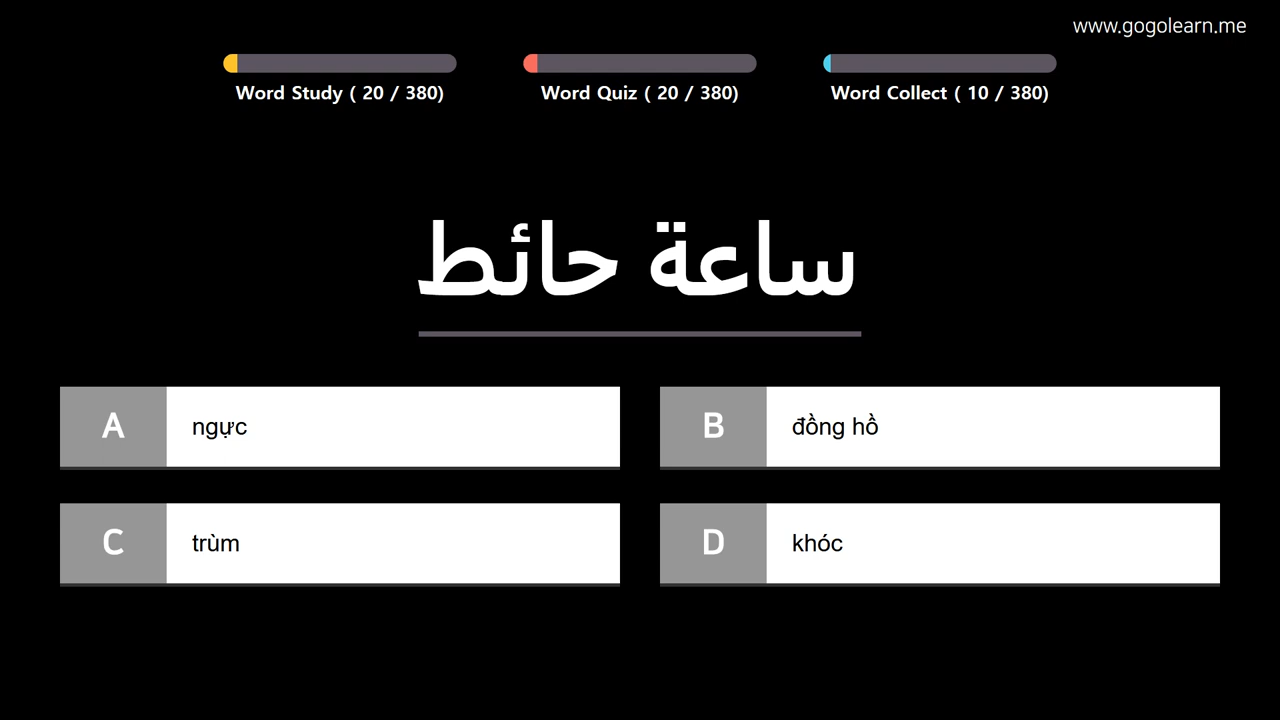 www.gogolearn.me
Word Study ( 20 / 380)
Word Quiz ( 20 / 380)
Word Collect ( 10 / 380)
ساعة حائط
A ngực
B đồng hồ
C trùm
D khóc